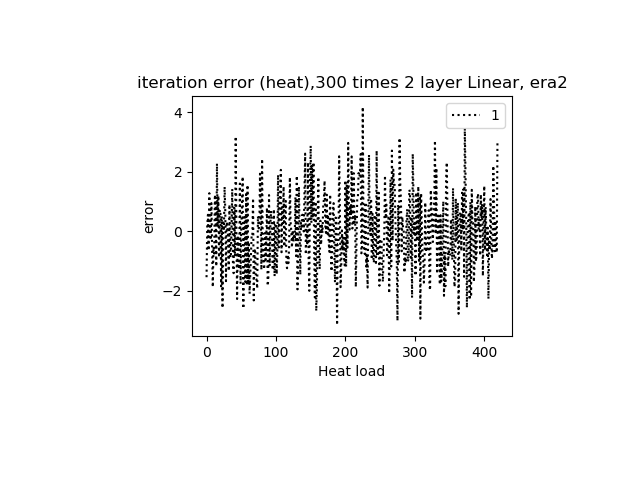 iteration error (heat),300 times 2 layer Linear, era2
1
4
2
0
−2
error
0 100 200 300 400
Heat load